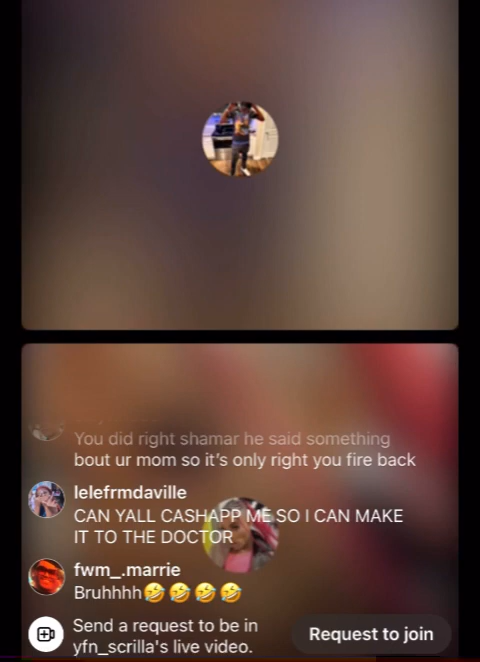 You did right shamar he said something
bout ur mom so it's only right you fire back
lelefrmdaville
CAN YALL CASHAPP ME SO I CAN MAKE
IT TO THE DOCTOR
fwm_.marrie
Bruhhhh🤣🤣🤣🤣
Send a request to be in
yfn_scrilla's live video.
Request to join